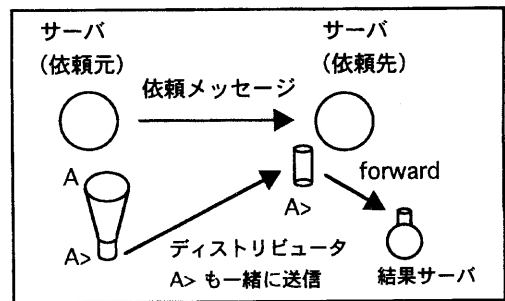 サーバ
(依頼元)
サーバ
(依頼先)
依頼メッセージ
A
A>
A>
forward
ディストリビュータ
A> も一緒に送信
結果サーバ